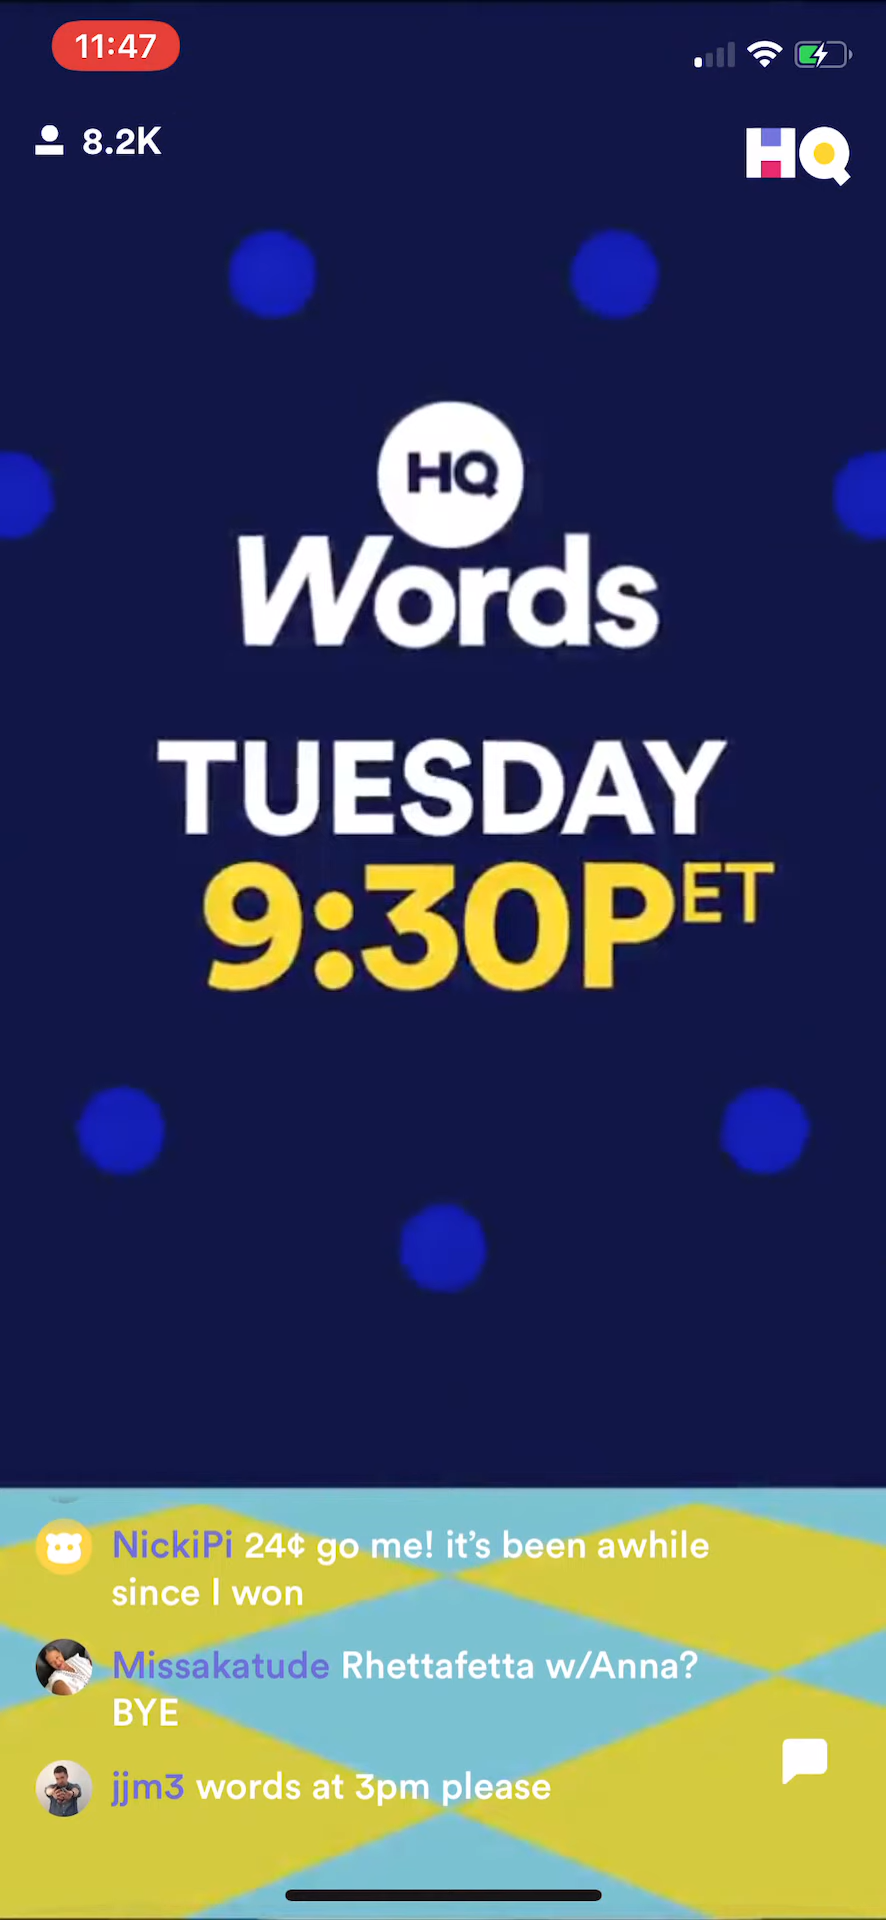 11:47
8.2K
HQ
HQ
Words
TUESDAY
9:30PET
NickiPi 24¢ go me! it's been awhile
since I won
Missakatude Rhettafetta w/Anna?
BYE
jjm3 words at 3pm please